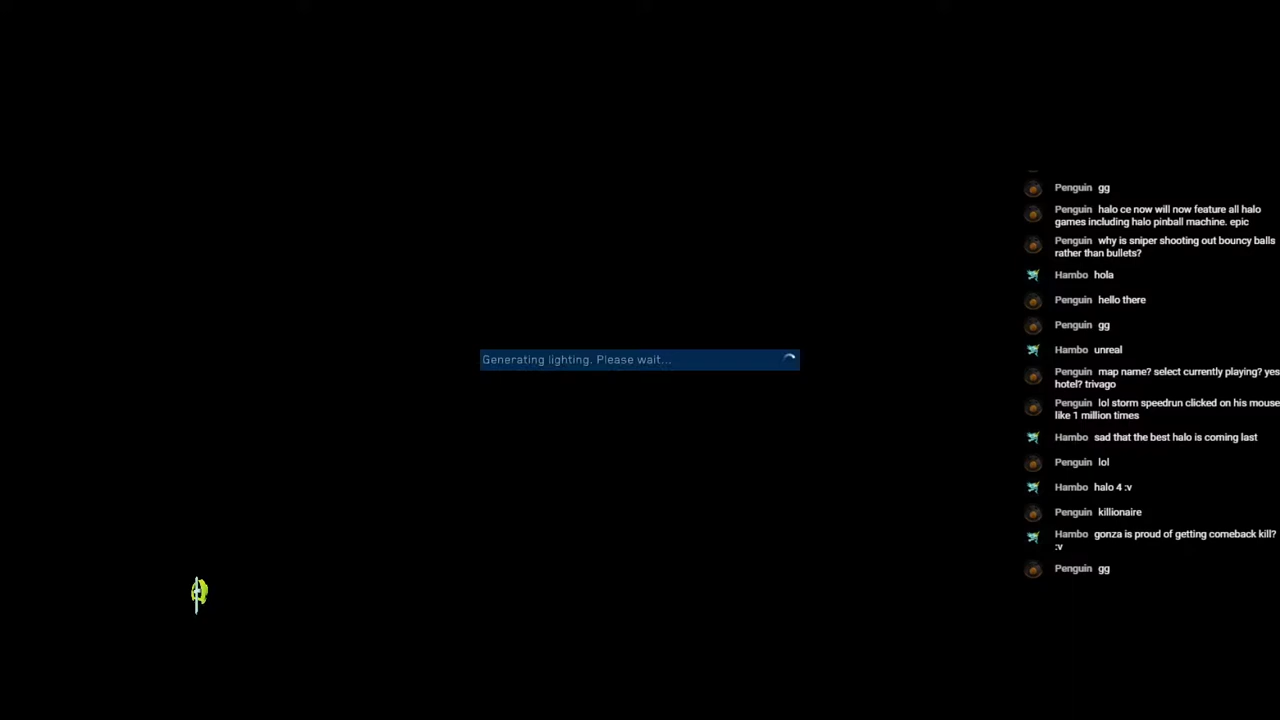 Generating lighting. Please wait...
Penguin gg
Penguin halo ce now will now feature all halo
games including halo pinball machine. epic
Penguin why is sniper shooting out bouncy balls
rather than bullets?
Hambo hola
Penguin hello there
Penguin gg
Hambo unreal
Penguin map name? select currently playing? yes
hotel? trivago
Penguin lol storm speedrun clicked on his mouse
like 1 million times
Hambo sad that the best halo is coming last
Penguin lol
Hambo halo 4 :v
Penguin killionaire
Hambo gonza is proud of getting comeback kill?
:v
Penguin gg